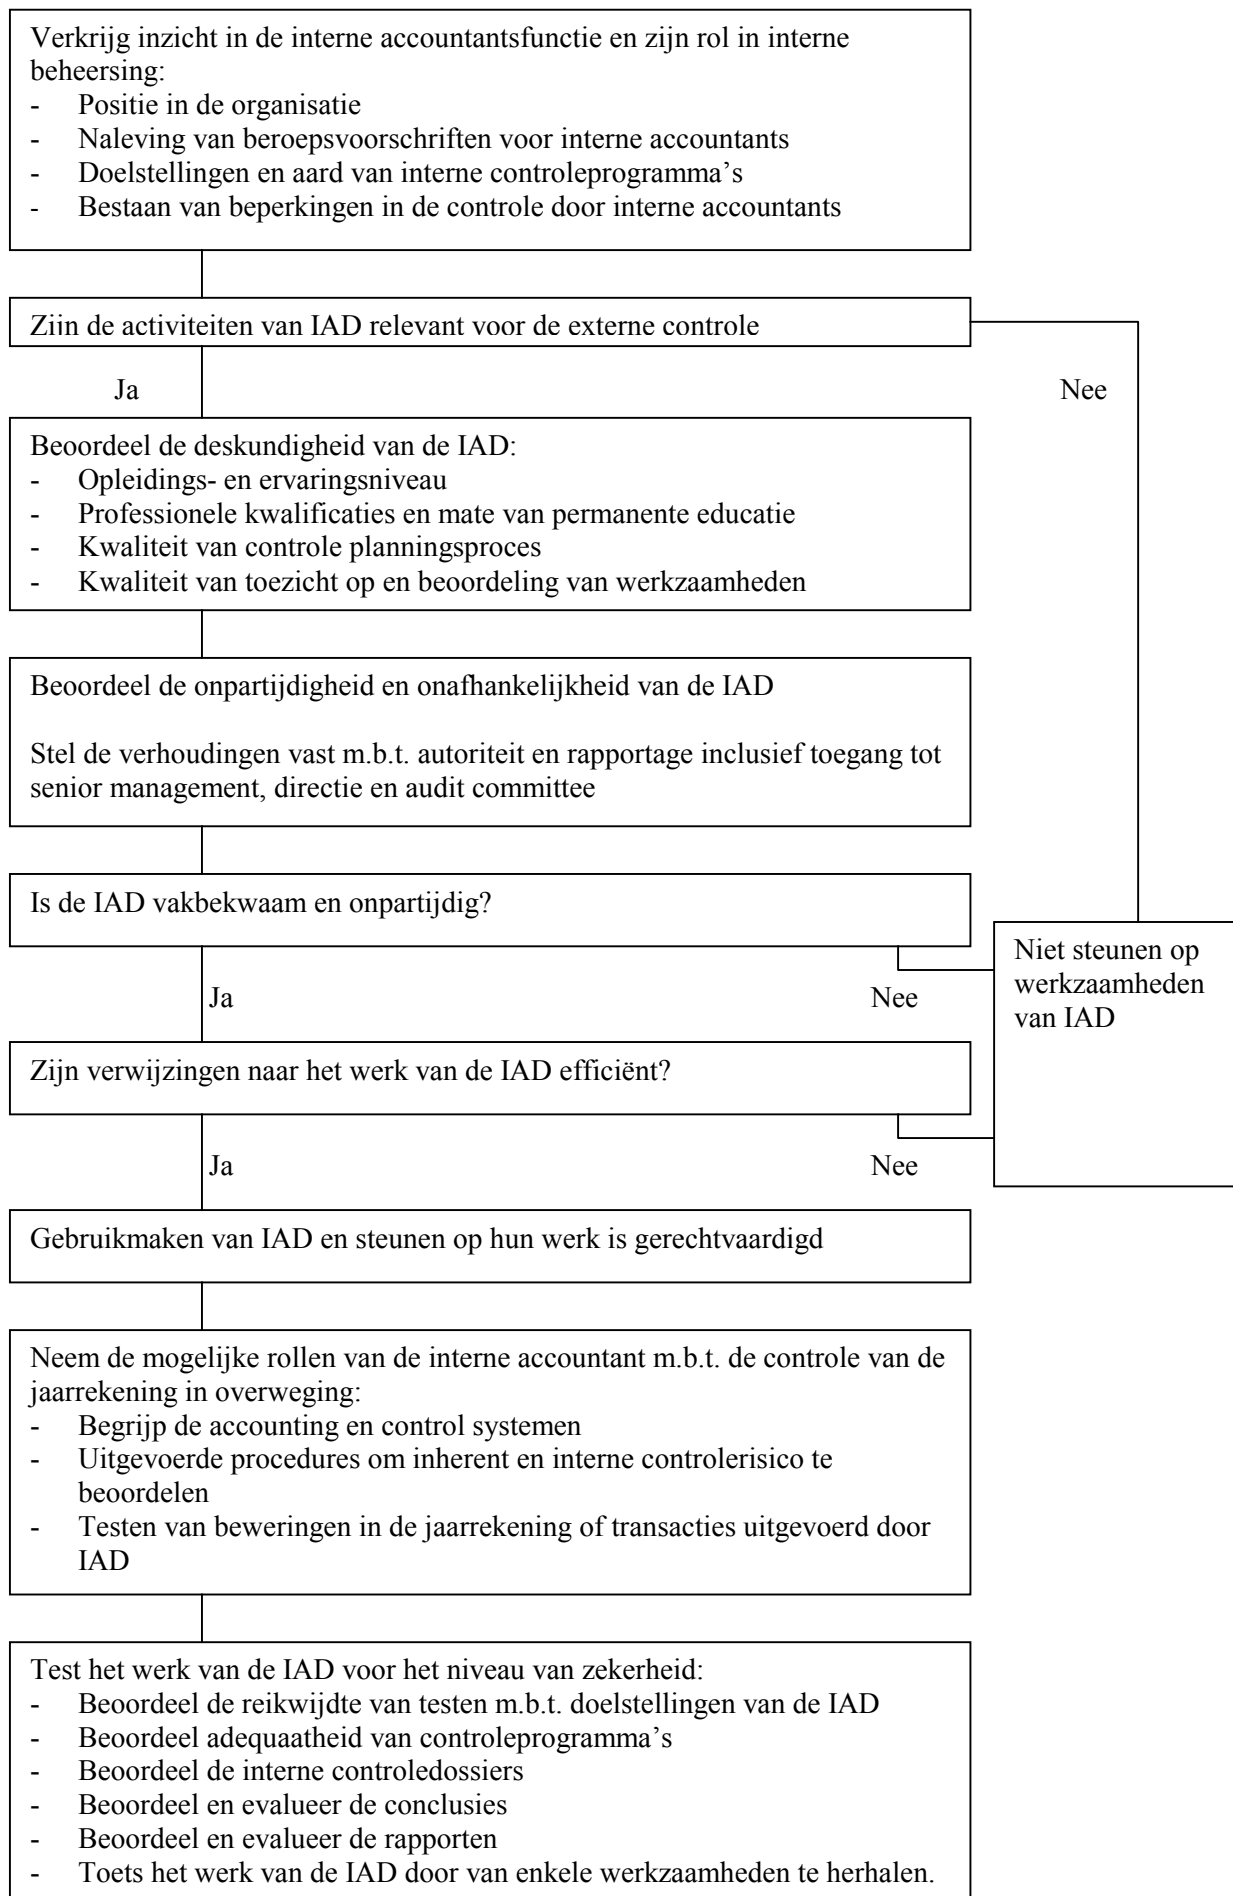 Verkrijg inzicht in de interne accountantsfunctie en zijn rol in interne
beheersing:
- Positie in de organisatie
- Naleving van beroepsvoorschriften voor interne accountants
- Doelstellingen en aard van interne controleprogramma’s
- Bestaan van beperkingen in de controle door interne accountants
Zijn de activiteiten van IAD relevant voor de externe controle
Ja
Nee
Beoordeel de deskundigheid van de IAD:
- Opleidings- en ervaringsniveau
- Professionele kwalificaties en mate van permanente educatie
- Kwaliteit van controle planningsproces
- Kwaliteit van toezicht op en beoordeling van werkzaamheden
Beoordeel de onpartijdigheid en onafhankelijkheid van de IAD
Stel de verhoudingen vast m.b.t. autoriteit en rapportage inclusief toegang tot
senior management, directie en audit committee
Is de IAD vakbekwaam en onpartijdig?
Niet steunen op
werkzaamheden
van IAD
Ja
Nee
Zijn verwijzingen naar het werk van de IAD efficiënt?
Ja
Nee
Gebruikmaken van IAD en steunen op hun werk is gerechtvaardigd
Neem de mogelijke rollen van de interne accountant m.b.t. de controle van de
jaarrekening in overweging:
- Begrijp de accounting en control systemen
- Uitgevoerde procedures om inherent en interne controlerisico te
beoordelen
- Testen van beweringen in de jaarrekening of transacties uitgevoerd door
IAD
Test het werk van de IAD voor het niveau van zekerheid:
- Beoordeel de reikwijdte van testen m.b.t. doelstellingen van de IAD
- Beoordeel adequaatheid van controleprogramma’s
- Beoordeel de interne controledossiers
- Beoordeel en evalueer de conclusies
- Beoordeel en evalueer de rapporten
- Toets het werk van de IAD door van enkele werkzaamheden te herhalen.